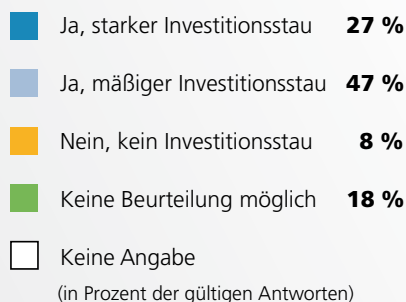 Ja, starker Investitionsstau 27 %
Ja, mäßiger Investitionsstau 47 %
Nein, kein Investitionsstau 8 %
Keine Beurteilung möglich 18 %
Keine Angabe
(in Prozent der gültigen Antworten)